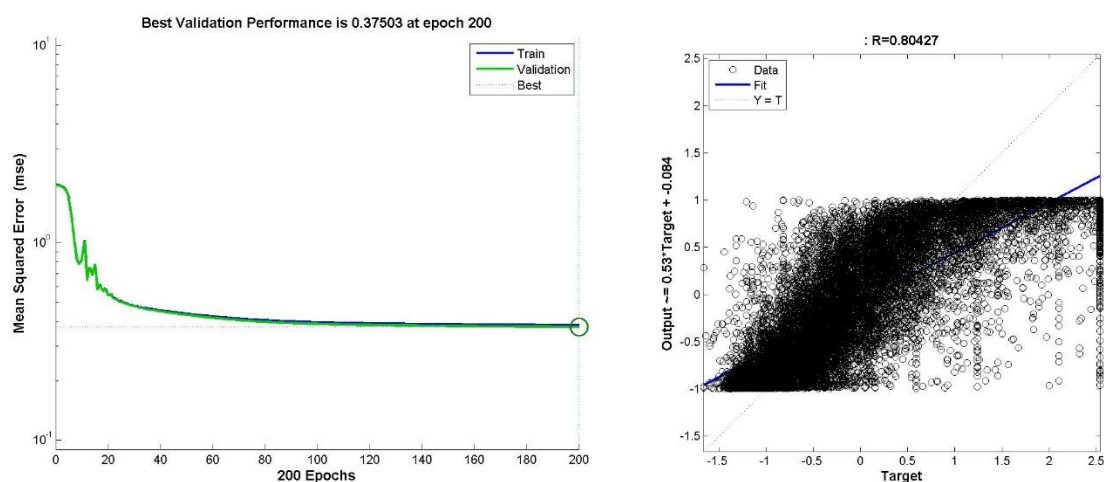 Best Validation Performance is 0.37503 at epoch 200
10^1
10^0
10^-1
Mean Squared Error (mse)
Train
Validation
Best
0 20 40 60 80 100 120 140 160 180 200
200 Epochs
: R=0.80427
Output ~= 0.53*Target + -0.084
2.5
2
1.5
1
0.5
0
-0.5
-1
-1.5
Data
Fit
Y = T
-1.5 -1 -0.5 0 0.5 1 1.5 2 2.5
Target